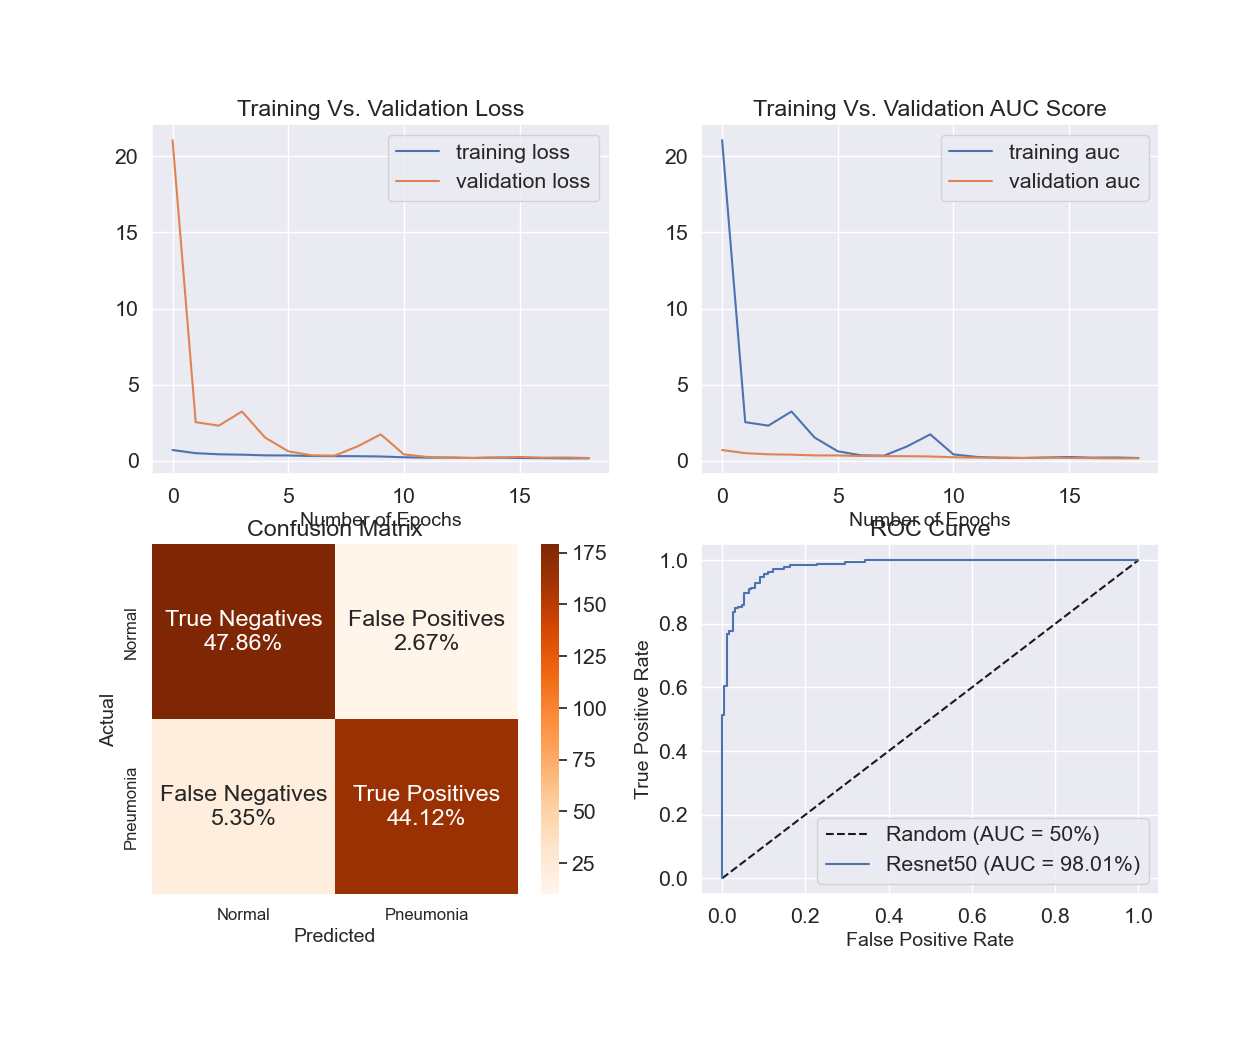 Training Vs. Validation Loss
training loss
validation loss
20
15
10
5
0
0
5
10
15
Number of Epochs
Training Vs. Validation AUC Score
training auc
validation auc
20
15
10
5
0
0
5
10
15
Number of Epochs
Confusion Matrix
Actual
Normal
Pneumonia
True Negatives
47.86%
False Positives
2.67%
False Negatives
5.35%
True Positives
44.12%
Normal
Pneumonia
Predicted
175
150
125
100
75
50
25
ROC Curve
True Positive Rate
1.0
0.8
0.6
0.4
0.2
0.0
Random (AUC = 50%)
Resnet50 (AUC = 98.01%)
0.0
0.2
0.4
0.6
0.8
1.0
False Positive Rate